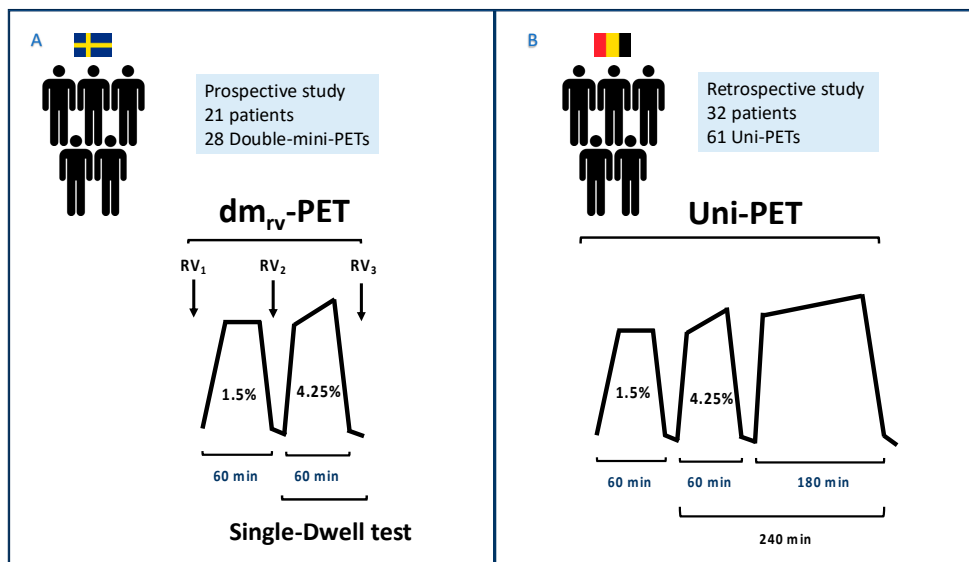 A
Prospective study
21 patients
28 Double-mini-PETs
dm_rv-PET
RV₁ RV₂ RV₃
1.5% 4.25%
60 min 60 min
Single-Dwell test
B
Retrospective study
32 patients
61 Uni-PETs
Uni-PET
1.5% 4.25%
60 min 60 min 180 min
240 min